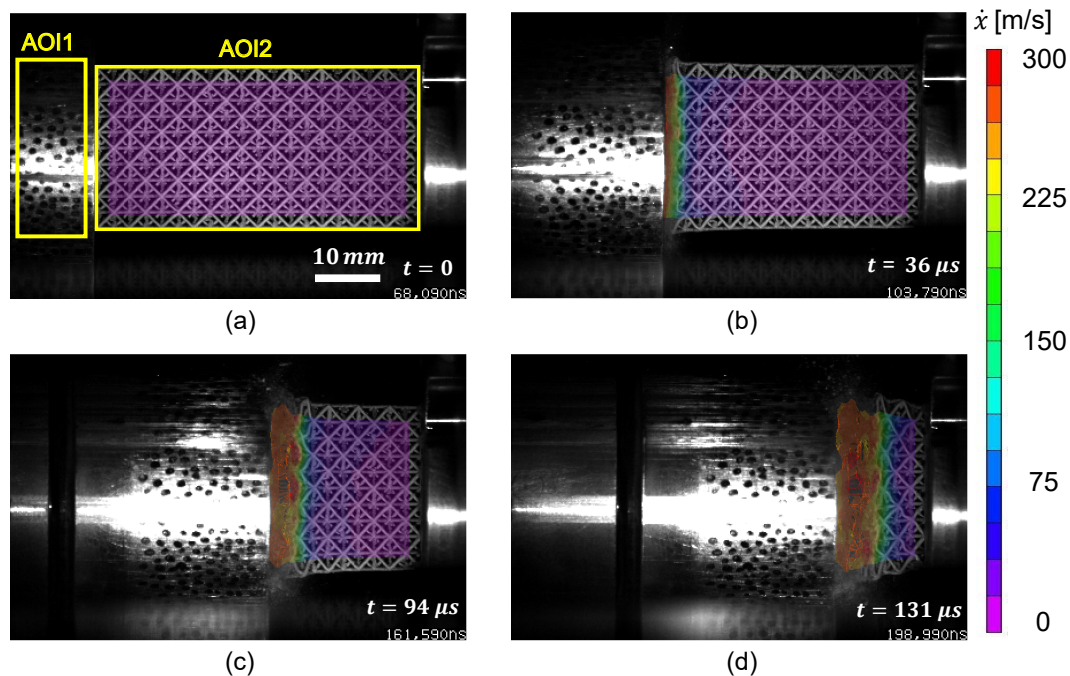 AOI1
AOI2
10 mm
t = 0
68,090ns
(a)
t = 36 μs
103,790ns
(b)
ẋ [m/s]
300
225
150
75
0
t = 94 μs
161,590ns
(c)
t = 131 μs
198,990ns
(d)